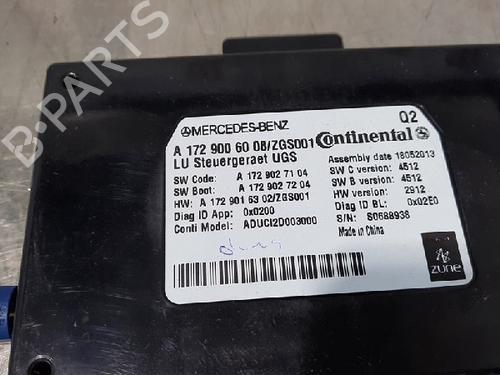 B-PARTS
MERCEDES-BENZ
Q2
A 172 900 60 08/ZGS001
Continental
LU Steuergeraet UGS
Assembly date 18052013
SW Code: A 172 902 71 04
SW C version: 4512
SW Boot: A 172 902 72 04
SW B version: 4512
HW: A 172 901 63 02/ZGS001
HW version: 2912
Diag ID App: 0x0200
Diag ID BL: 0x02E0
Conti Model: ADUCI2D003000
S/N: S0688938
Made in China
zune